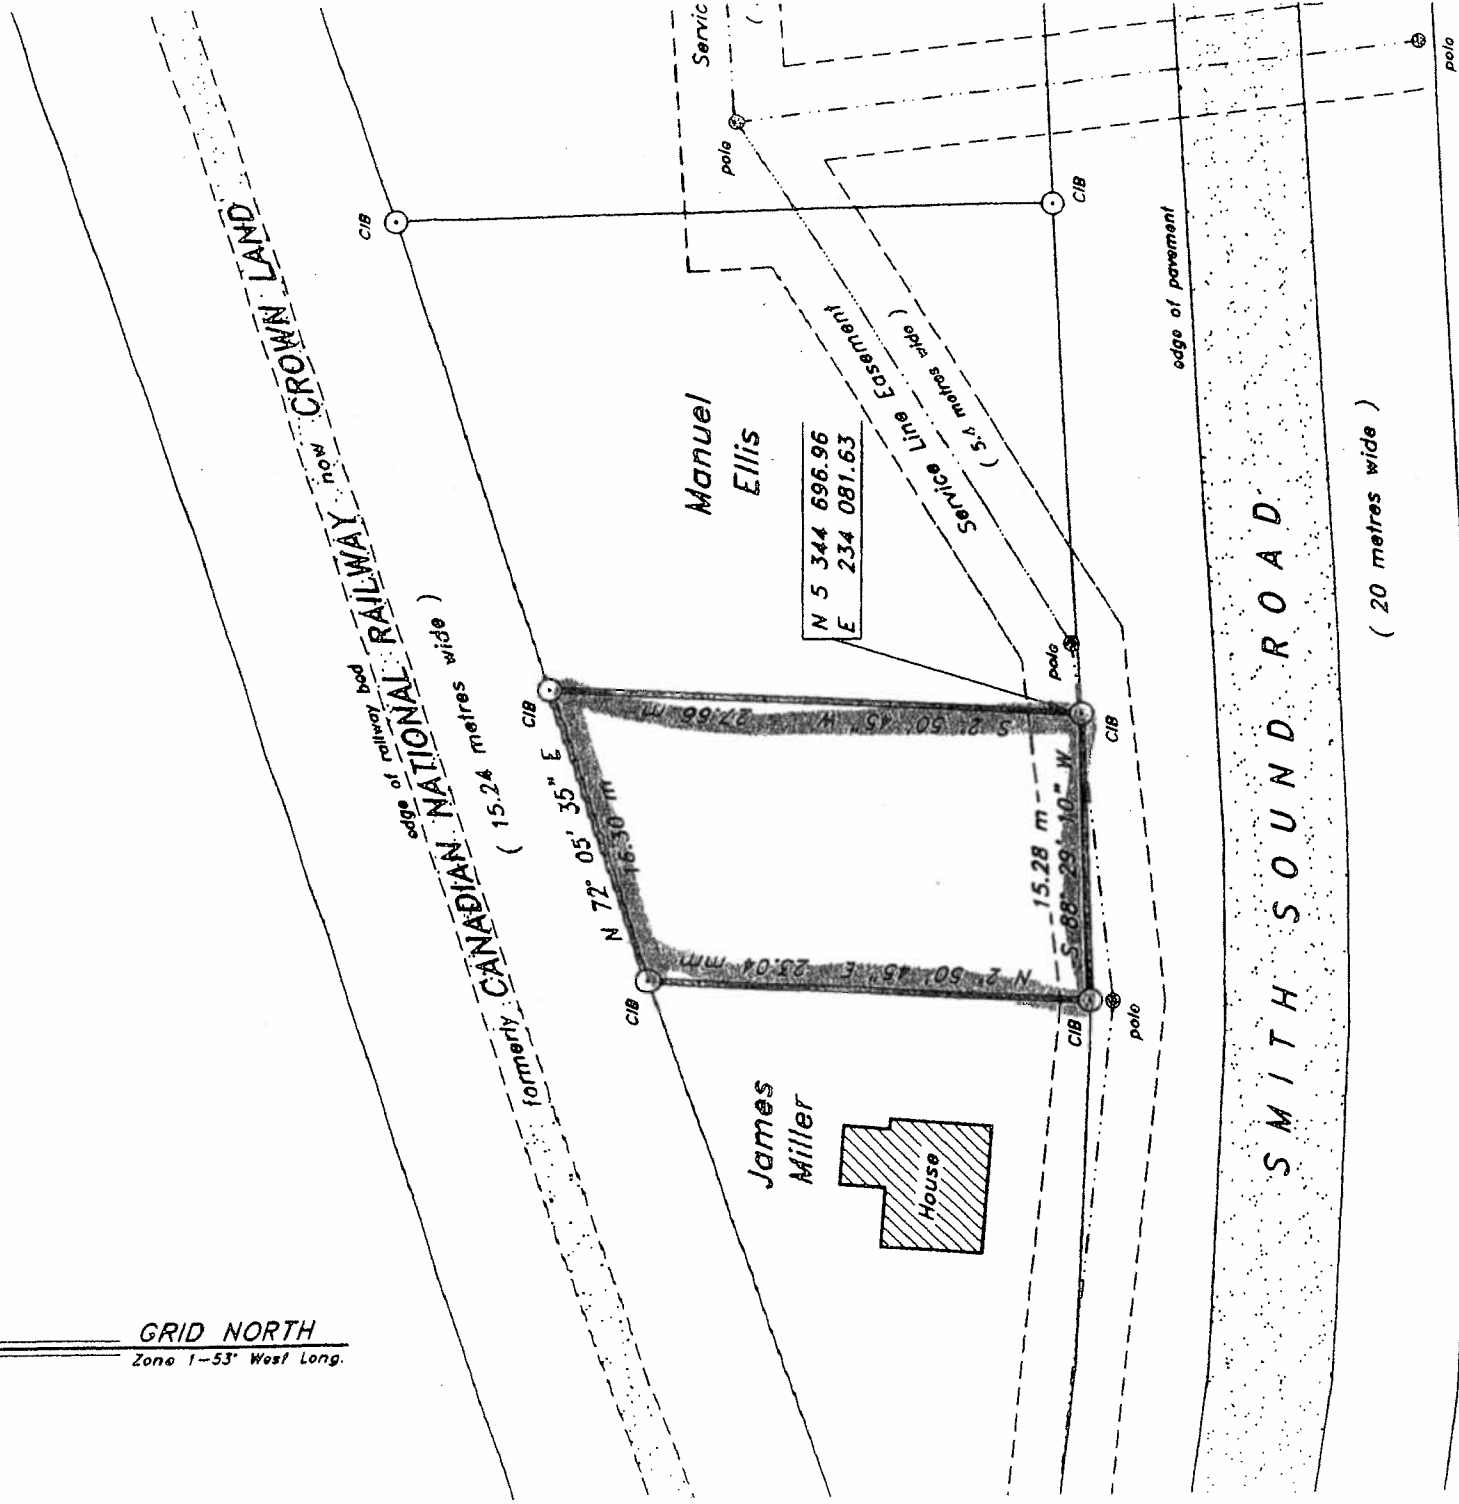 Servic
pole
pole
CIB
CIB
edge of pavement
formerly CANADIAN NATIONAL RAILWAY now CROWN LAND
edge of railway bed
( 15.24 metres wide )
Manuel
Ellis
Service Line Easement
( 5.4 metres wide )
N 5 344 696.96
E 234 081.63
pole
CIB
CIB
N 72° 05' 35" E
16.30 m
S 2° 50' 45" W 27.66 m
15.28 m
S 88° 29' 10" W
N 2° 50' 45" E 23.04 mm
CIB
CIB
pole
James
Miller
House
SMITH SOUND ROAD
( 20 metres wide )
GRID NORTH
Zone 1-53° West Long.